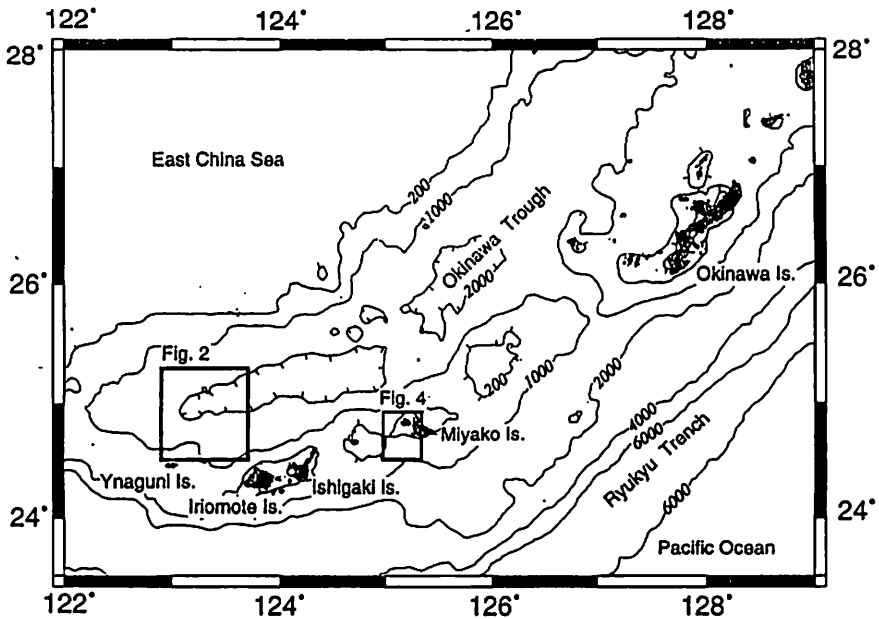 122° 124° 126° 128°
28° 28°
East China Sea
200
1000
Okinawa Trough
2000
26° 26°
Okinawa Is.
Fig. 2
200
1000
2000
Fig. 4
4000
6000
Miyako Is.
Ryukyu Trench
Ynaguni Is.
Ishigaki Is.
Iriomote Is.
6000
24° 24°
Pacific Ocean
122° 124° 126° 128°